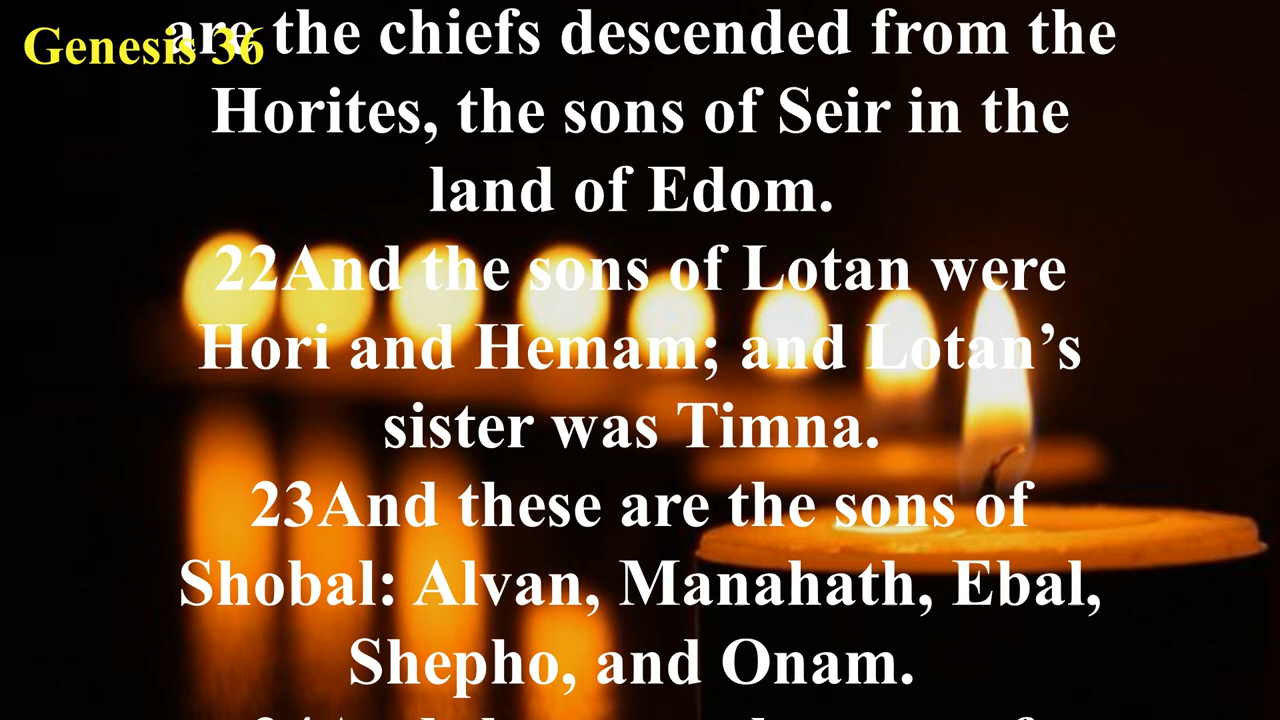 Genesis 36
are the chiefs descended from the
Horites, the sons of Seir in the
land of Edom.
22And the sons of Lotan were
Hori and Hemam; and Lotan’s
sister was Timna.
23And these are the sons of
Shobal: Alvan, Manahath, Ebal,
Shepho, and Onam.